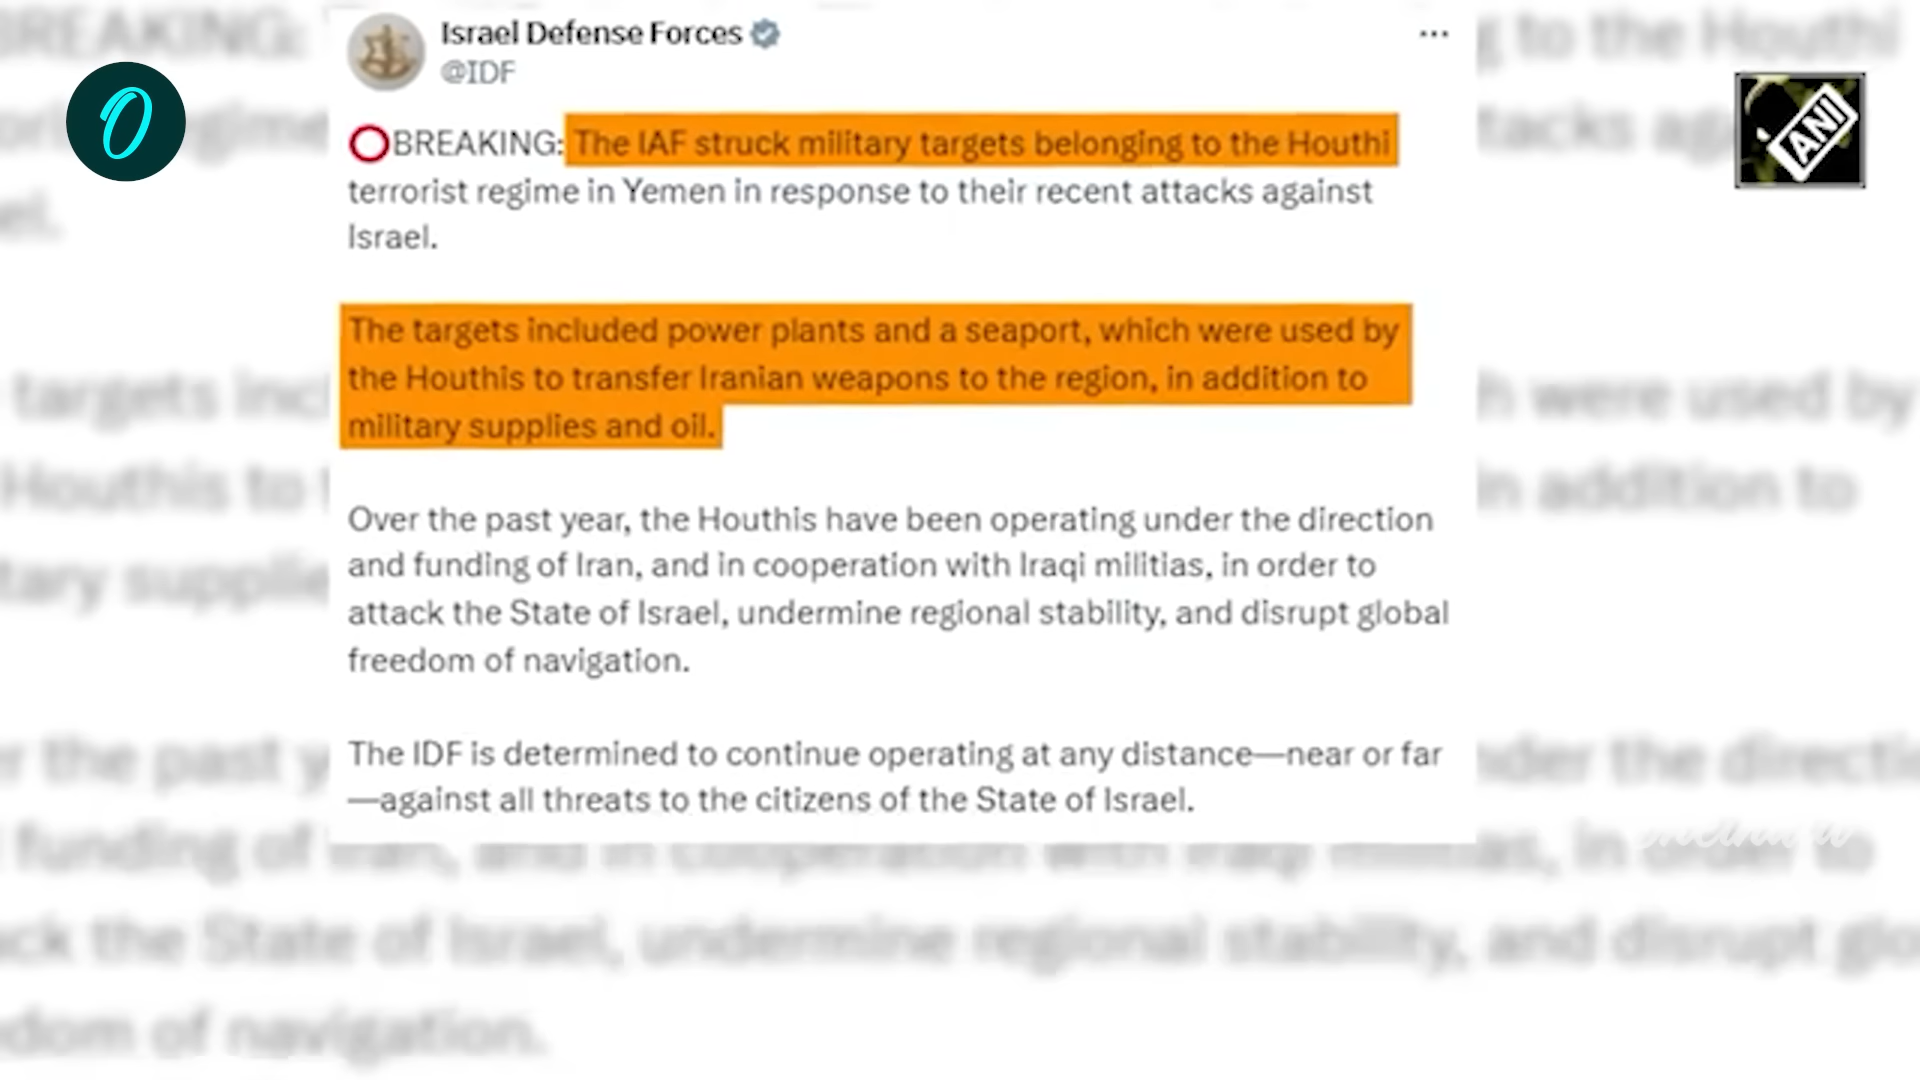 Israel Defense Forces
@IDF
BREAKING: The IAF struck military targets belonging to the Houthi
terrorist regime in Yemen in response to their recent attacks against
Israel.
The targets included power plants and a seaport, which were used by
the Houthis to transfer Iranian weapons to the region, in addition to
military supplies and oil.
Over the past year, the Houthis have been operating under the direction
and funding of Iran, and in cooperation with Iraqi militias, in order to
attack the State of Israel, undermine regional stability, and disrupt global
freedom of navigation.
The IDF is determined to continue operating at any distance—near or far
—against all threats to the citizens of the State of Israel.
O
ANI